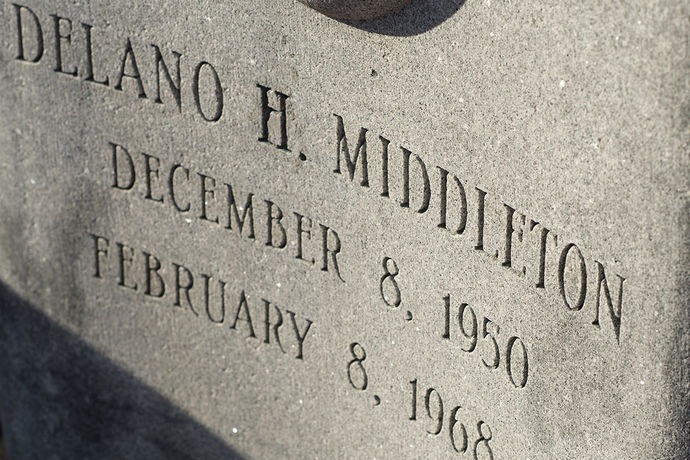 DELANO H. MIDDLETON
DECEMBER 8, 1950
FEBRUARY 8, 1968